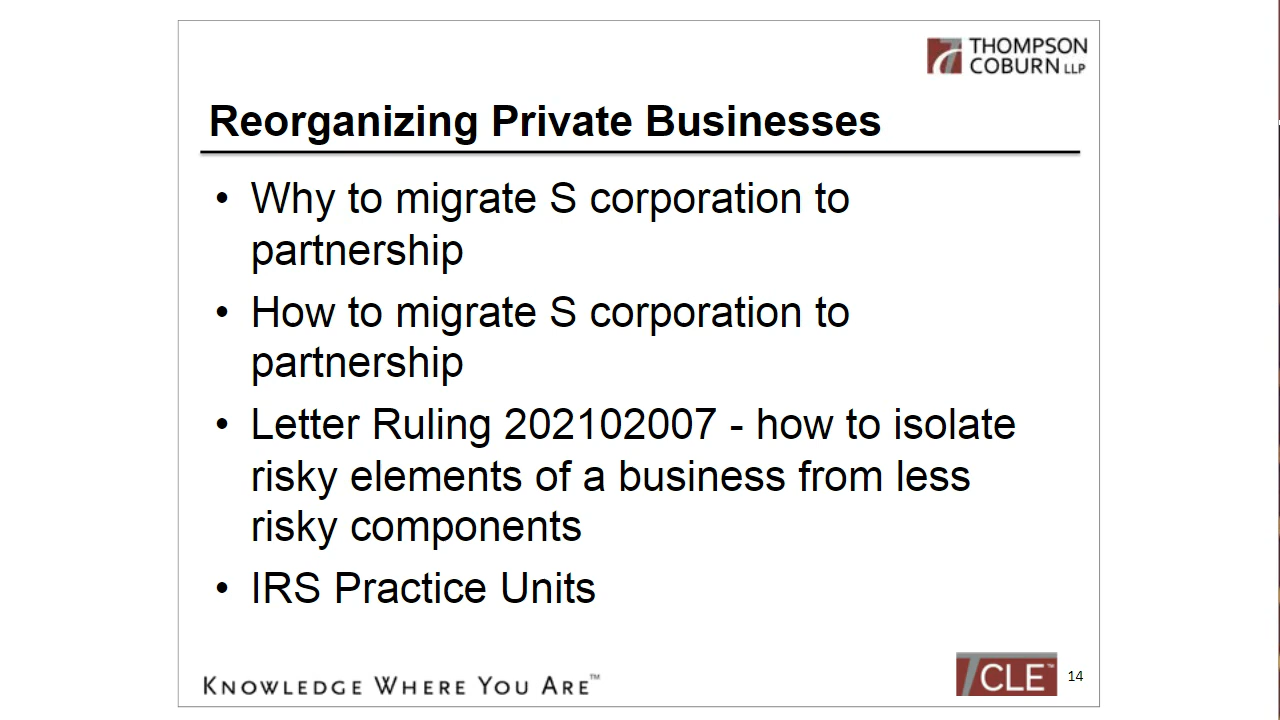 THOMPSON
COBURN LLP
Reorganizing Private Businesses
• Why to migrate S corporation to
partnership
• How to migrate S corporation to
partnership
• Letter Ruling 202102007 - how to isolate
risky elements of a business from less
risky components
• IRS Practice Units
KNOWLEDGE WHERE YOU ARE™
TCLE™
14